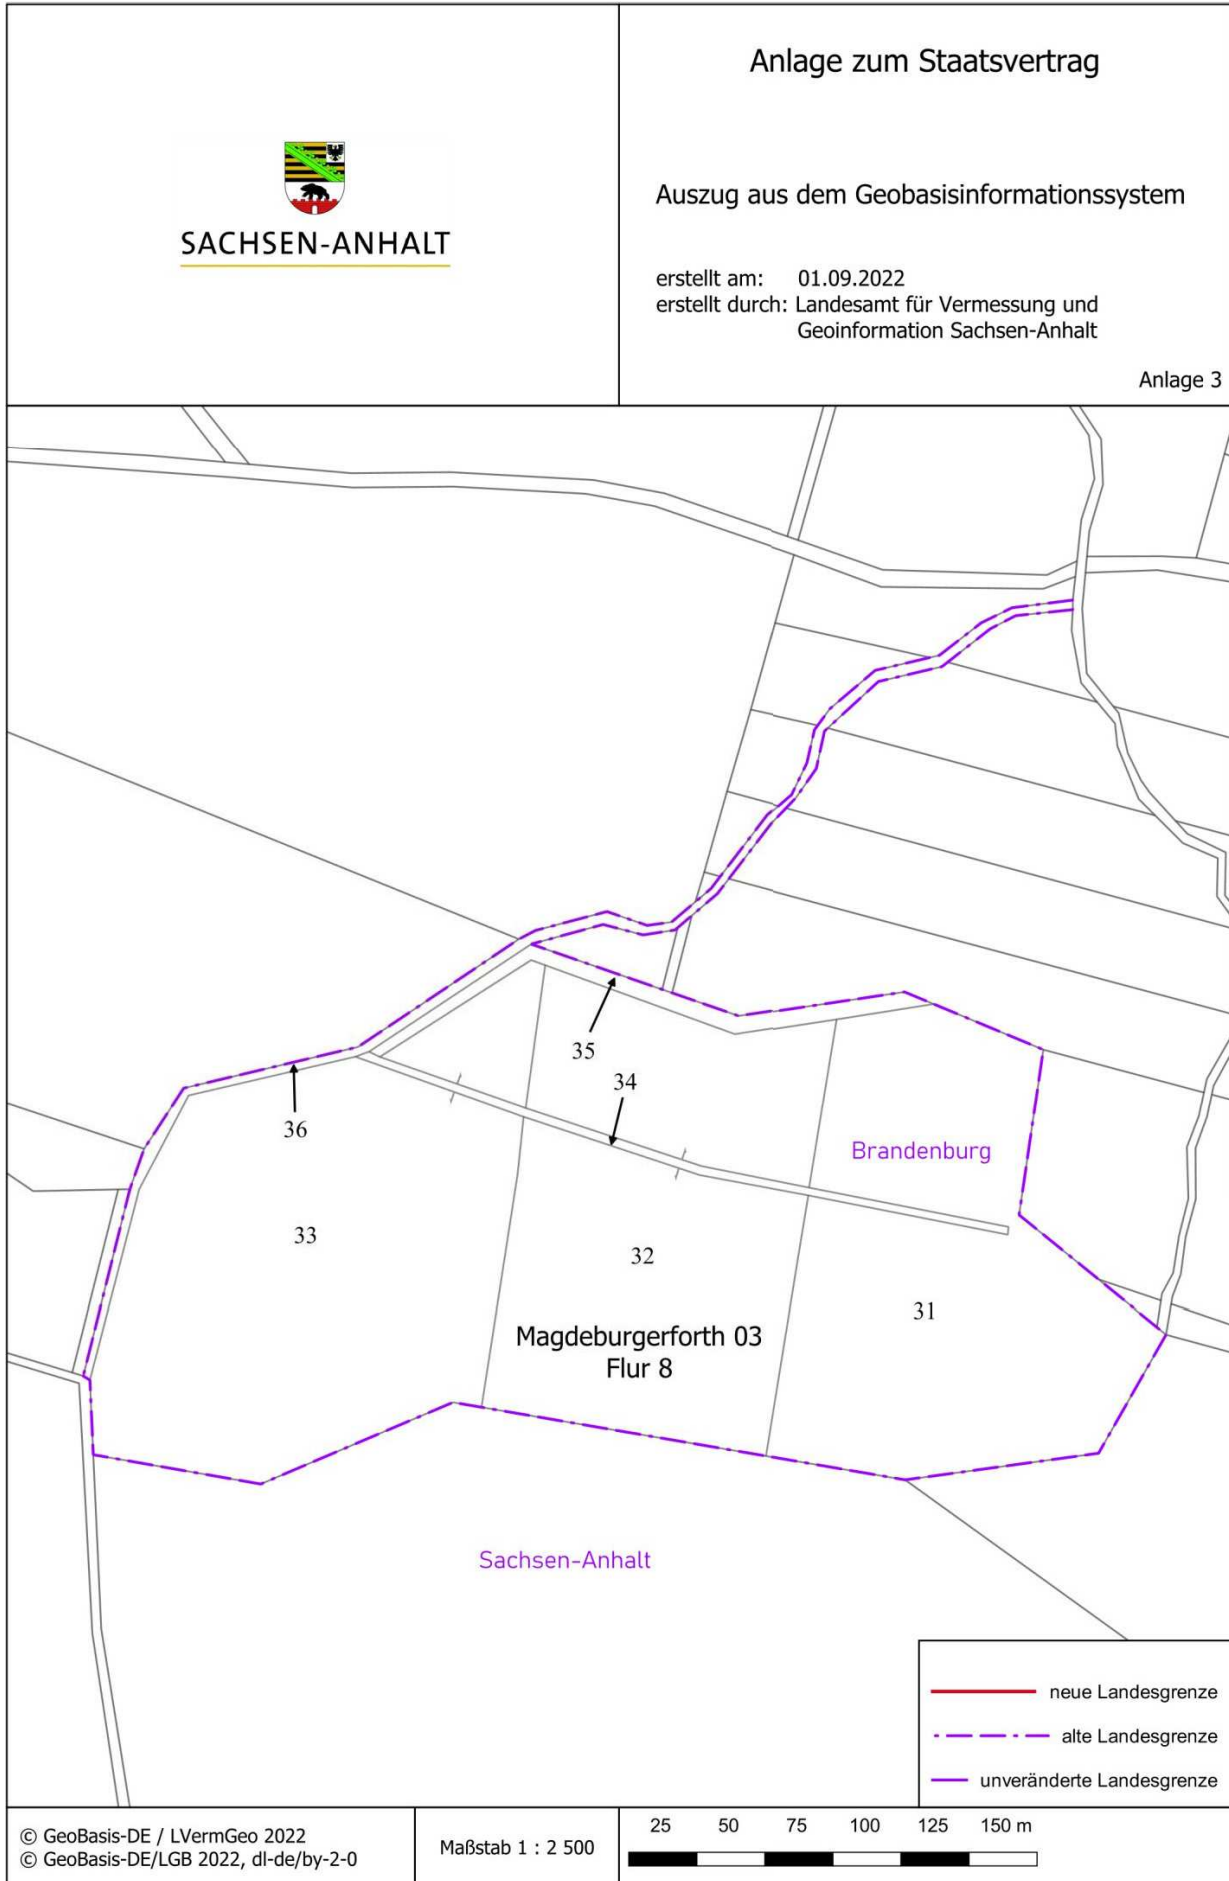 SACHSEN-ANHALT
Anlage zum Staatsvertrag
Auszug aus dem Geobasisinformationssystem
erstellt am: 01.09.2022
erstellt durch: Landesamt für Vermessung und
Geoinformation Sachsen-Anhalt
Anlage 3
35
34
36
Brandenburg
33
32
31
Magdeburgerforth 03
Flur 8
Sachsen-Anhalt
neue Landesgrenze
alte Landesgrenze
unveränderte Landesgrenze
© GeoBasis-DE / LVermGeo 2022
© GeoBasis-DE/LGB 2022, dl-de/by-2-0
Maßstab 1 : 2 500
25 50 75 100 125 150 m